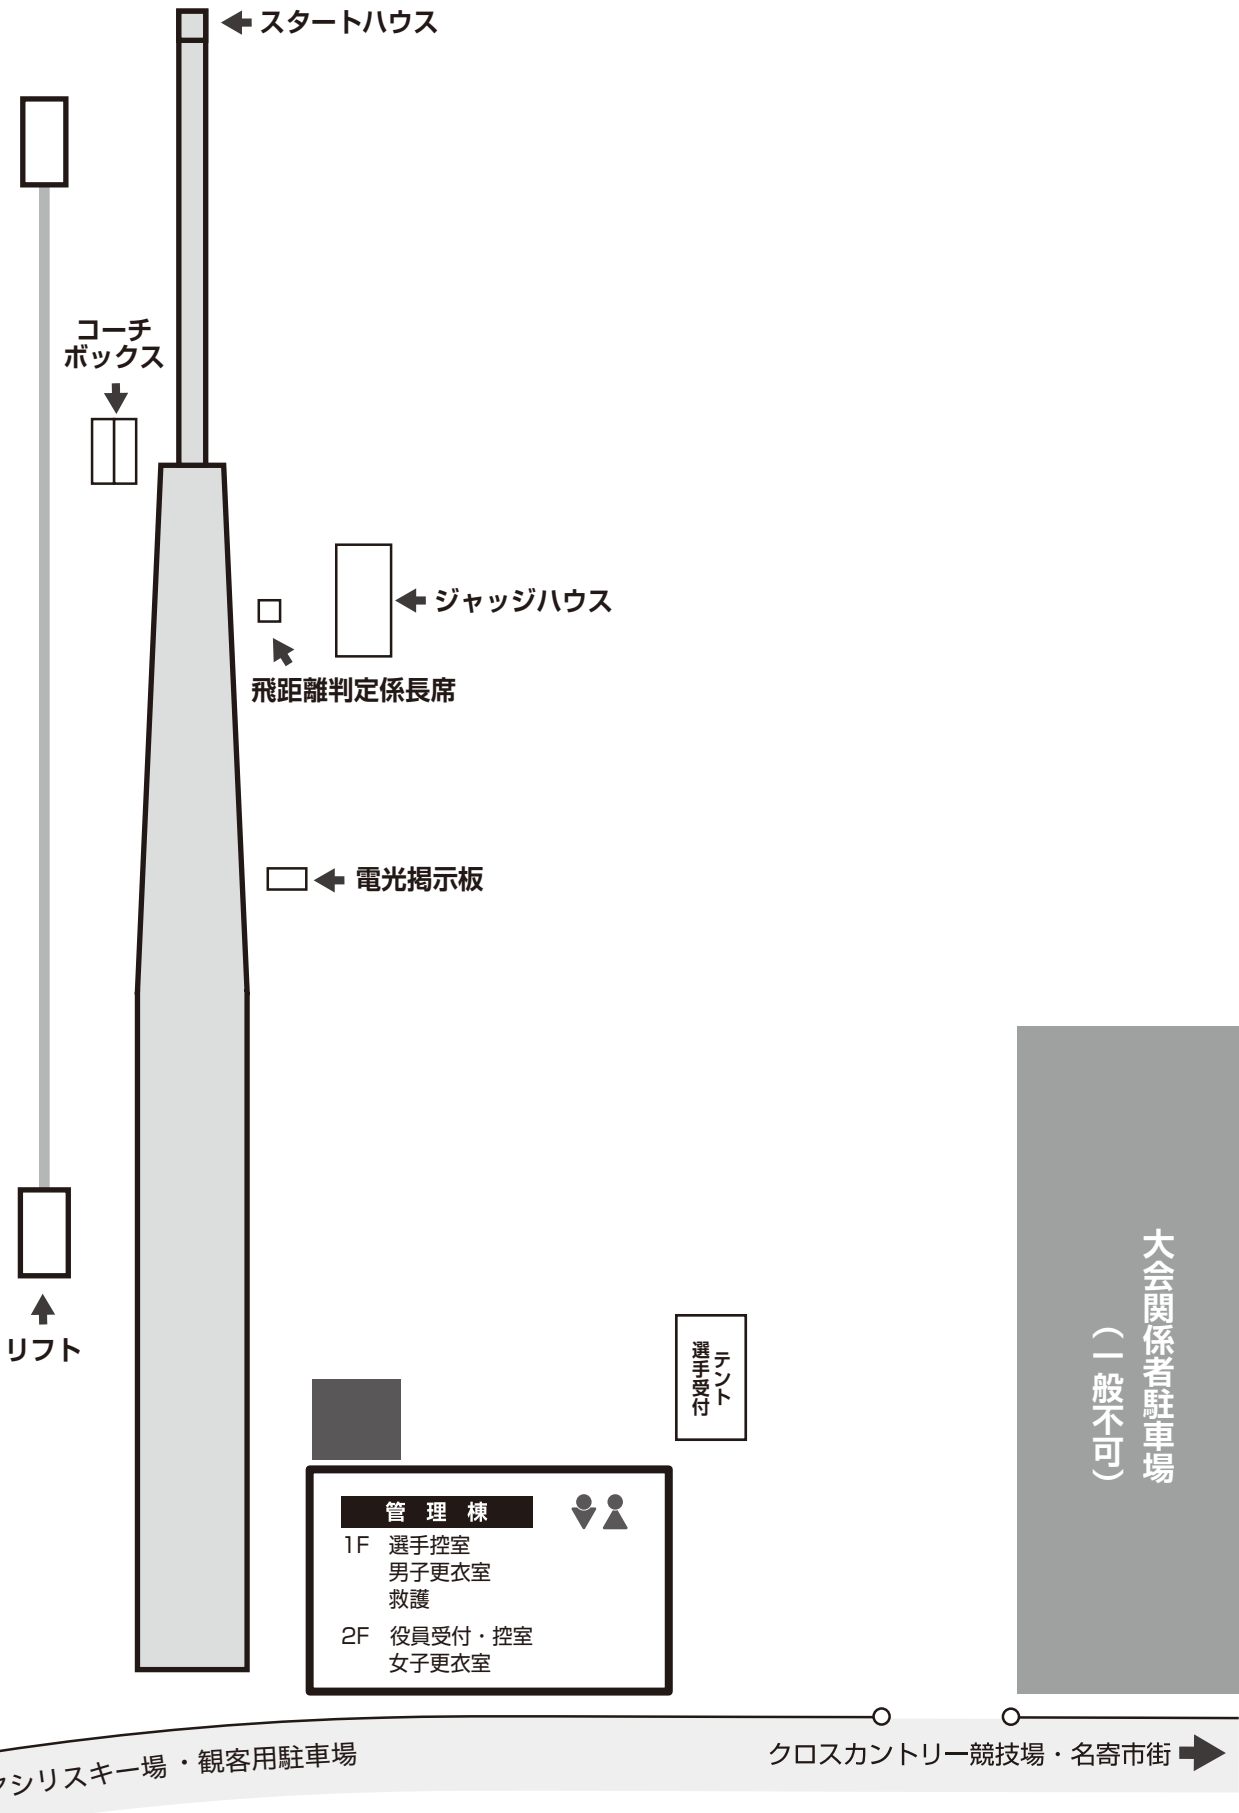 スタートハウス
コーチ
ボックス
ジャッジハウス
飛距離判定係長席
電光掲示板
リフト
テント
選手受付
大会関係者駐車場
（一般不可）
管理棟
1F 選手控室
男子更衣室
救護
2F 役員受付・控室
女子更衣室
シリスキー場・観客用駐車場
クロスカントリー競技場・名寄市街